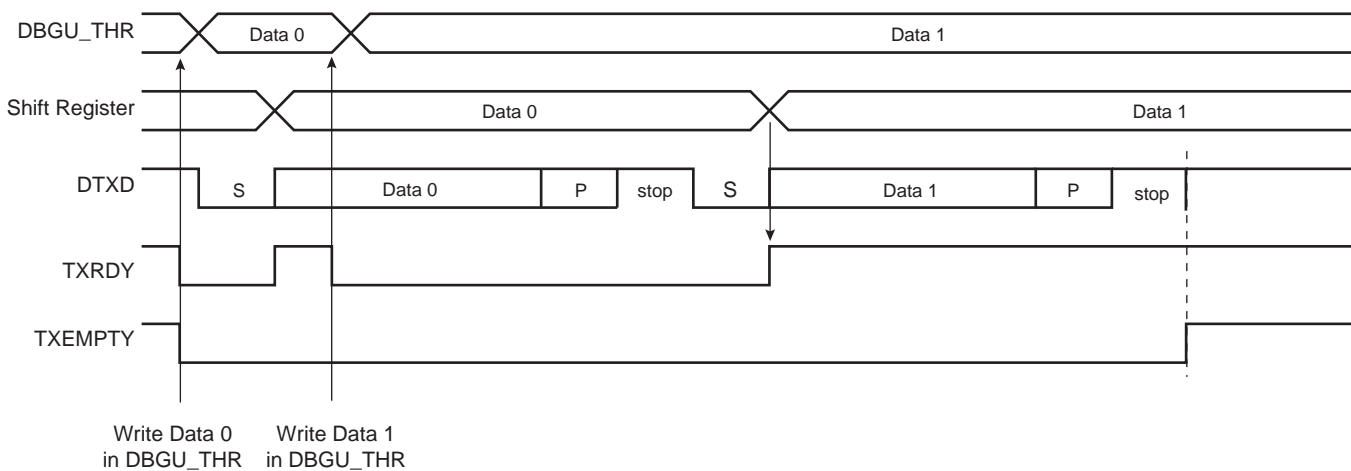 DBGU_THR
Data 0
Data 1
Shift Register
Data 0
Data 1
DTXD
S
Data 0
P
stop
S
Data 1
P
stop
TXRDY
TXEMPTY
Write Data 0
in DBGU_THR
Write Data 1
in DBGU_THR